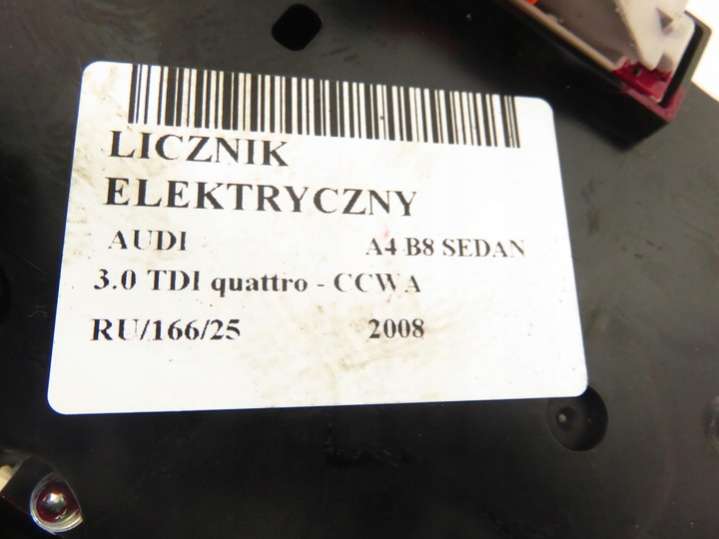 LICZNIK
ELEKTRYCZNY
AUDI A4 B8 SEDAN
3.0 TDI quattro - CCWA
RU/166/25 2008